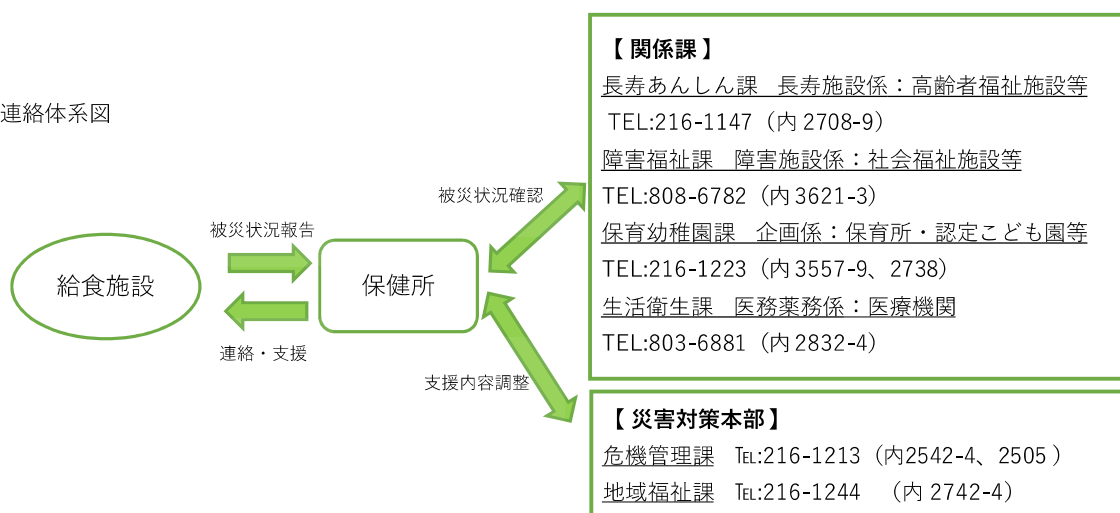 連絡体系図
給食施設
被災状況報告
連絡・支援
保健所
被災状況確認
支援内容調整
【 関係課 】
長寿あんしん課　長寿施設係：高齢者福祉施設等
TEL:216-1147（内 2708-9）
障害福祉課　障害施設係：社会福祉施設等
TEL:808-6782（内 3621-3）
保育幼稚園課　企画係：保育所・認定こども園等
TEL:216-1223（内 3557-9、2738）
生活衛生課　医務薬務係：医療機関
TEL:803-6881（内 2832-4）
【 災害対策本部 】
危機管理課　℡:216-1213（内2542-4、2505 ）
地域福祉課　℡:216-1244　（内 2742-4）